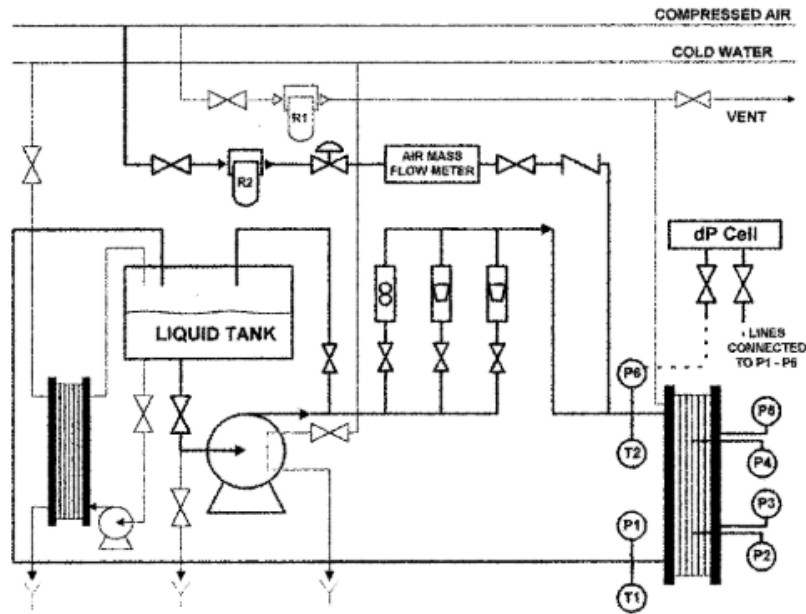 COMPRESSED AIR
COLD WATER
R1
VENT
R2
AIR MASS
FLOW METER
dP Cell
LIQUID TANK
LINES
CONNECTED
TO P1 - P6
P6
T2
P5
P4
P3
P1
P2
T1